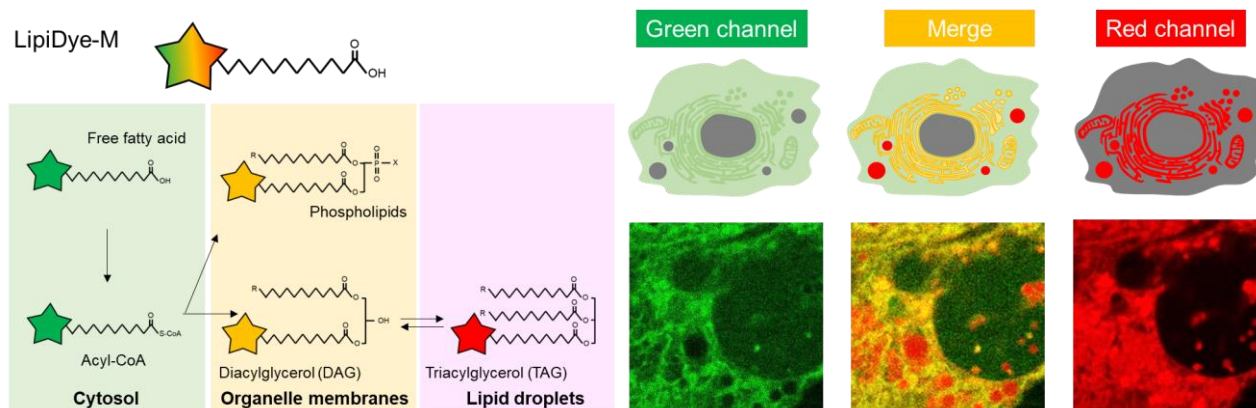 LipiDye-M
OH
Free fatty acid
OH
S-CoA
Acyl-CoA
Cytosol
R
O
O
O
O
P
X
O
O
Phospholipids
R
O
O
OH
O
O
Diacylglycerol (DAG)
Organelle membranes
R
O
O
R
O
O
O
O
Triacylglycerol (TAG)
Lipid droplets
Green channel
Merge
Red channel